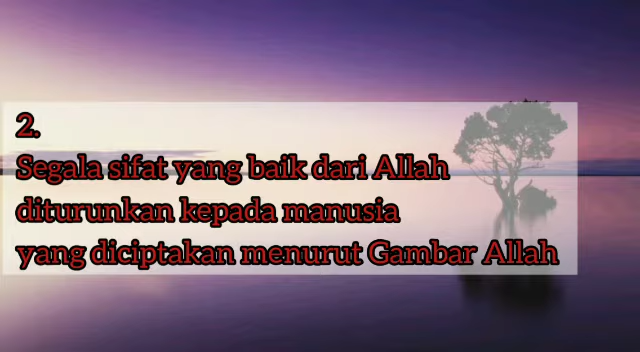 2.
Segala sifat yang baik dari Allah
diturunkan kepada manusia
yang diciptakan menurut Gambar Allah